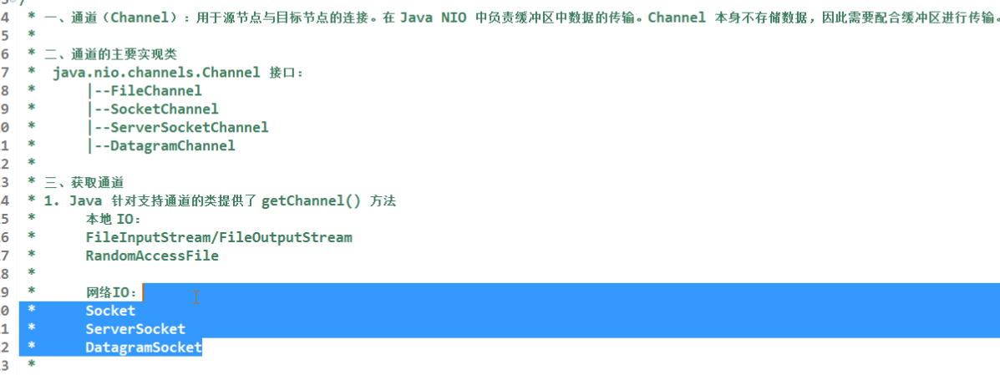 4 * 一、通道（Channel）：用于源节点与目标节点的连接。在 Java NIO 中负责缓冲区中数据的传输。Channel 本身不存储数据，因此需要配合缓冲区进行传输。
5 *
6 * 二、通道的主要实现类
7 * java.nio.channels.Channel 接口：
8 * |--FileChannel
9 * |--SocketChannel
0 * |--ServerSocketChannel
1 * |--DatagramChannel
2 *
3 * 三、获取通道
4 * 1. Java 针对支持通道的类提供了 getChannel() 方法
5 * 本地 IO：
6 * FileInputStream/FileOutputStream
7 * RandomAccessFile
8 *
9 * 网络IO：
0 * Socket
1 * ServerSocket
2 * DatagramSocket
3 *